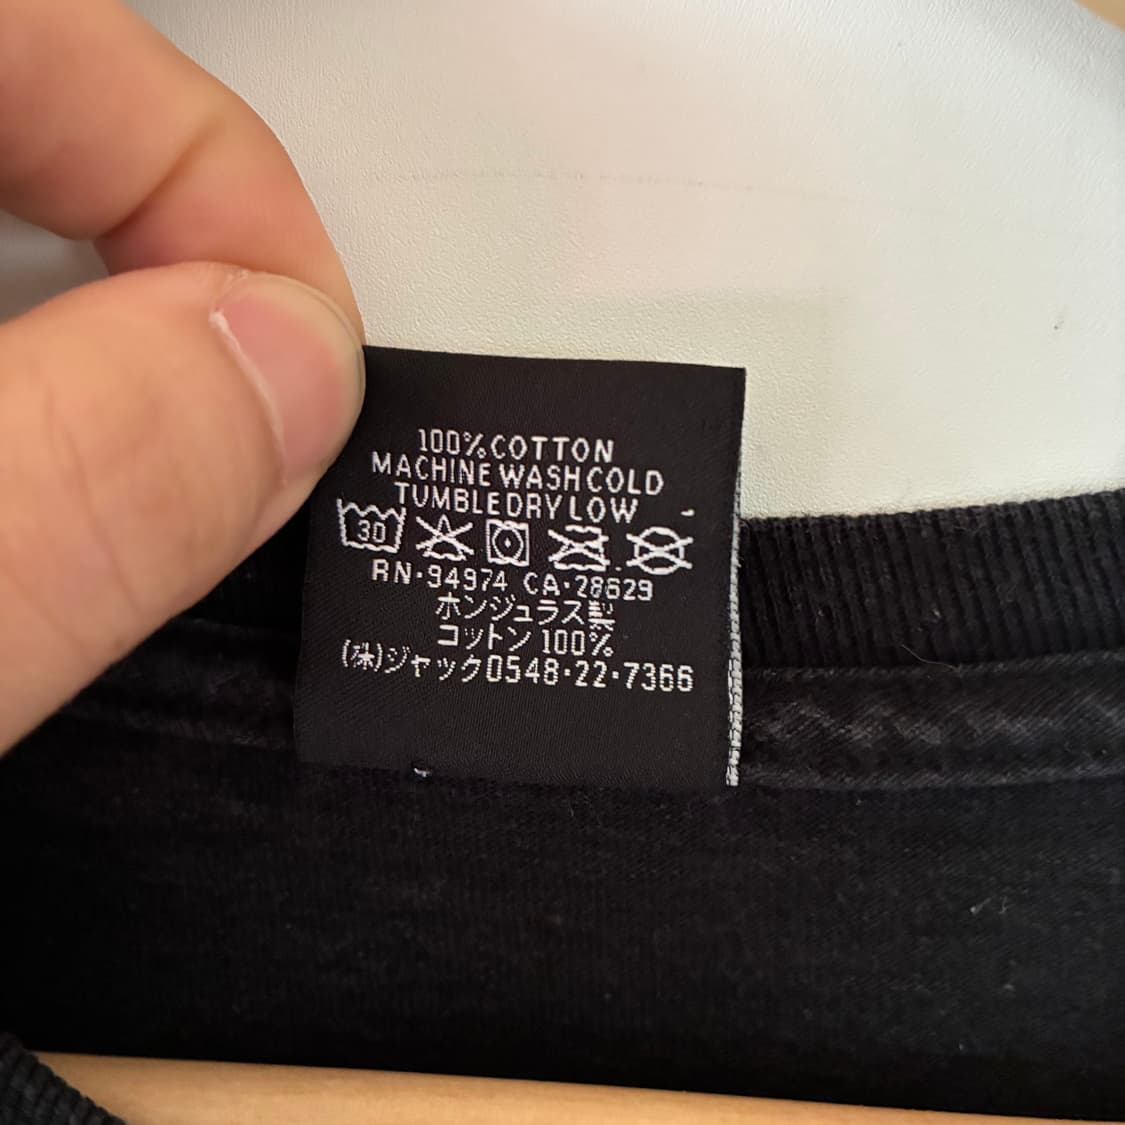 100% COTTON
MACHINE WASH COLD
TUMBLE DRY LOW
30
RN·94974 CA·28629
ホンジュラス製
コットン 100%
(株)ジャック0548·22·7366